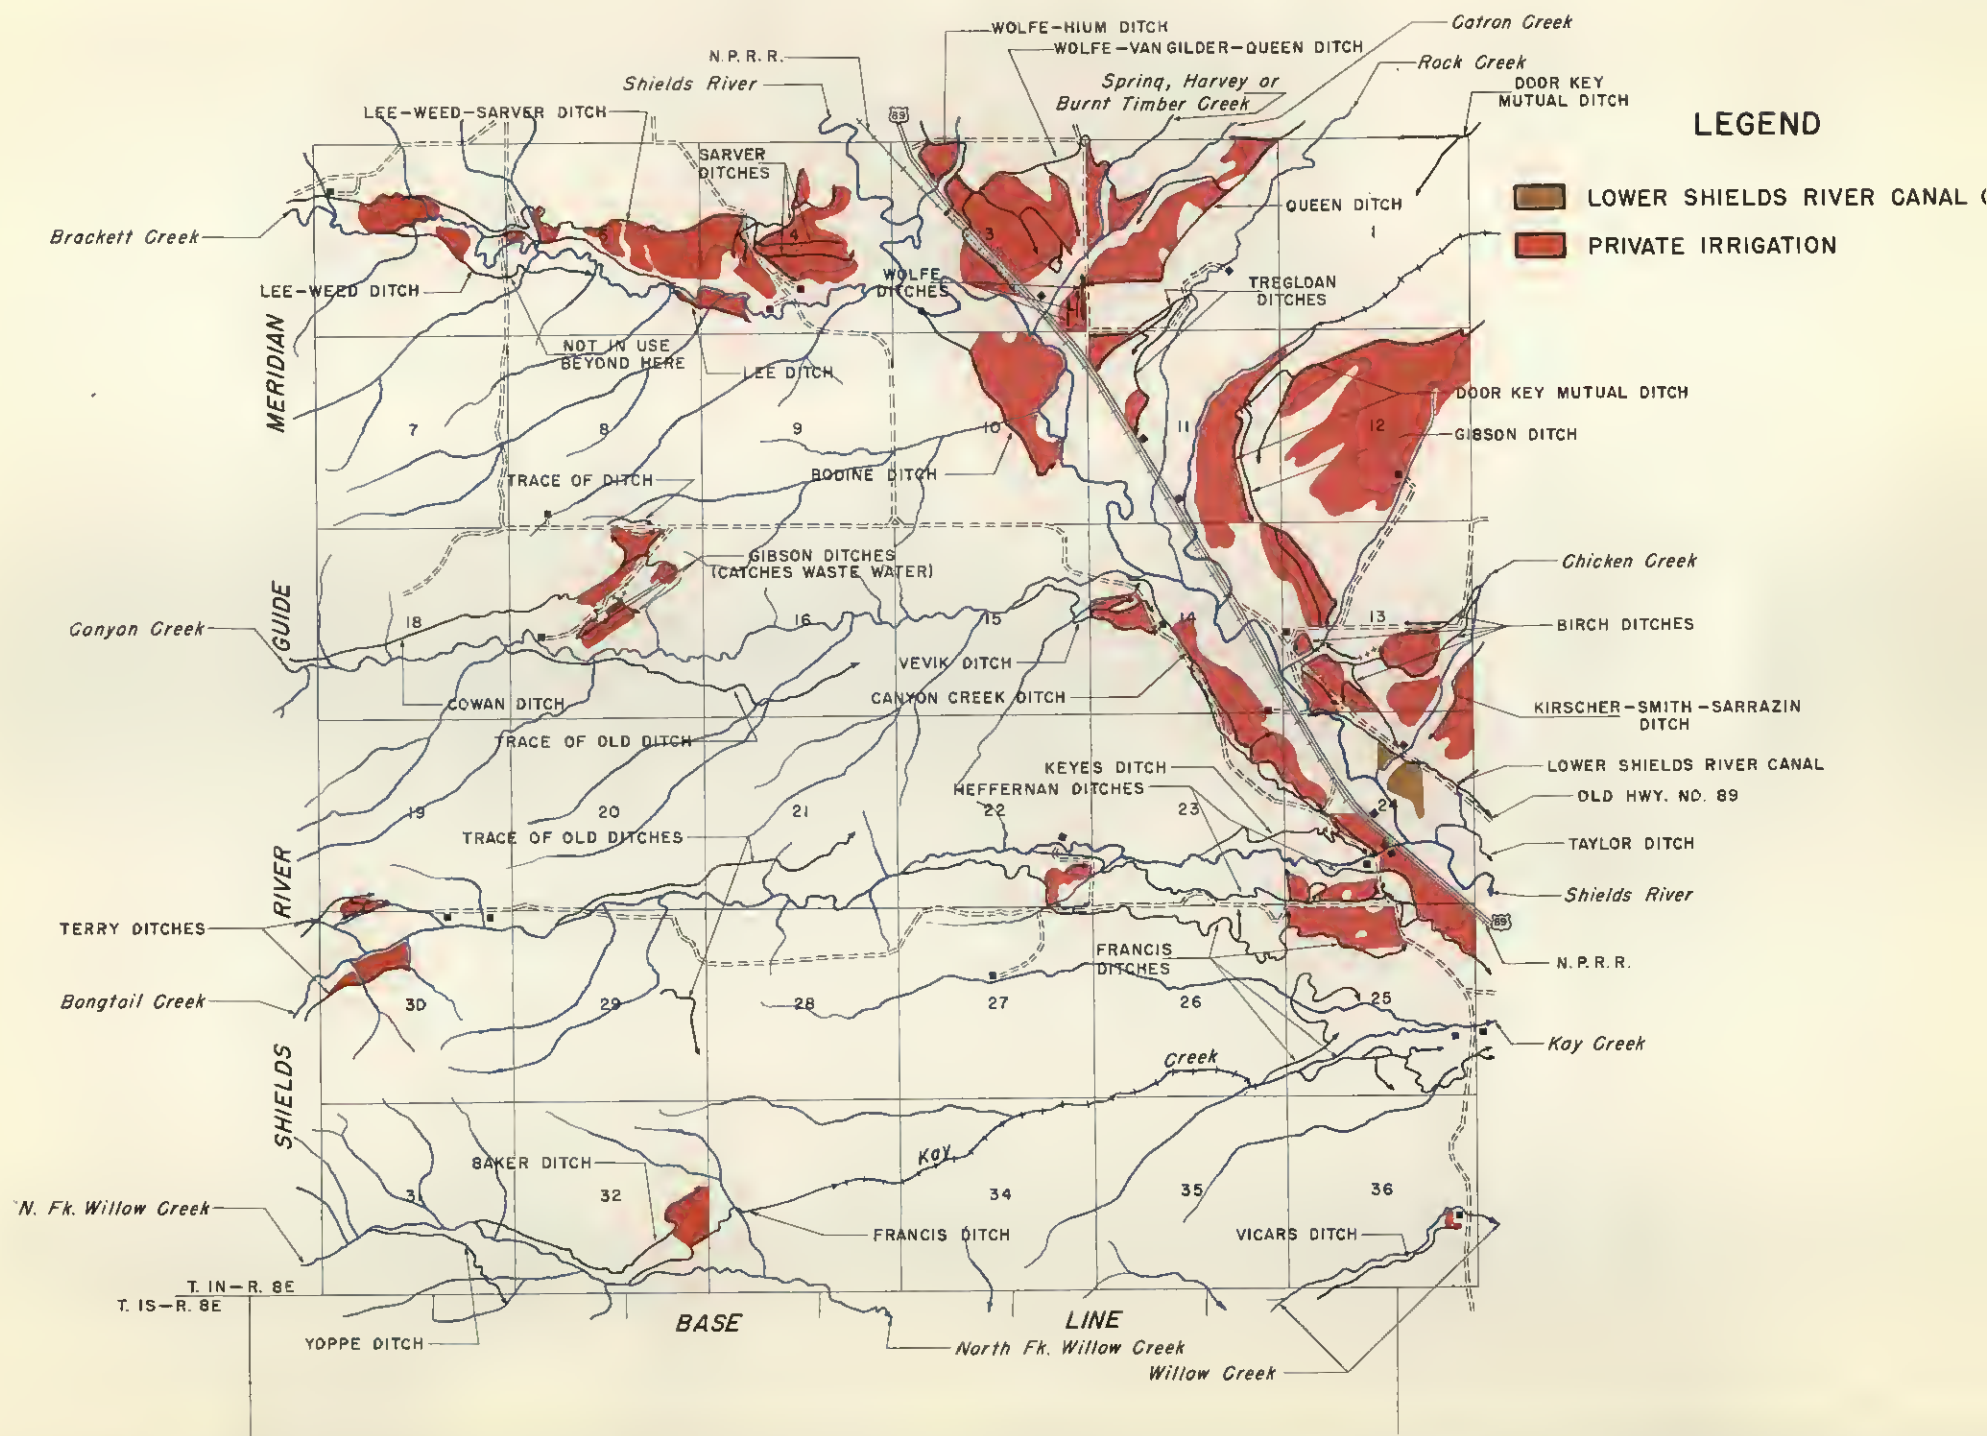 WOLFE-HIUM DITCH
Catron Creek
N.P.R.R.
WOLFE-VAN GILDER-QUEEN DITCH
Rock Creek
Shields River
Spring, Harvey or
Burnt Timber Creek
DOOR KEY
MUTUAL DITCH
LEE-WEED-SARVER DITCH
89
LEGEND
SARVER
DITCHES
LOWER SHIELDS RIVER CANAL
PRIVATE IRRIGATION
QUEEN DITCH
Brackett Creek
5
4
3
1
LEE-WEED DITCH
WOLFE
DITCHES
TREGLOAN
DITCHES
MERIDIAN
NOT IN USE
BEYOND HERE
LEE DITCH
DOOR KEY MUTUAL DITCH
7
8
9
10
11
12
GIBSON DITCH
TRACE OF DITCH
BODINE DITCH
GIBSON DITCHES
(CATCHES WASTE WATER)
Chicken Creek
GUIDE
Canyon Creek
18
16
15
14
13
BIRCH DITCHES
VEVIK DITCH
COWAN DITCH
CANYON CREEK DITCH
KIRSCHER-SMITH-SARRAZIN
DITCH
TRACE OF OLD DITCH
KEYES DITCH
LOWER SHIELDS RIVER CANAL
HEFFERNAN DITCHES
OLD HWY. NO. 89
19
20
21
22
23
24
TRACE OF OLD DITCHES
TAYLOR DITCH
RIVER
Shields River
TERRY DITCHES
89
FRANCIS
DITCHES
N.P.R.R.
Bangtail Creek
30
29
28
27
26
25
Kay Creek
SHIELDS
Creek
Kay
BAKER DITCH
31
32
34
35
36
N. Fk. Willow Creek
FRANCIS DITCH
VICARS DITCH
T. 1N-R. 8E
T. 1S-R. 8E
BASE
LINE
YOPPE DITCH
North Fk. Willow Creek
Willow Creek